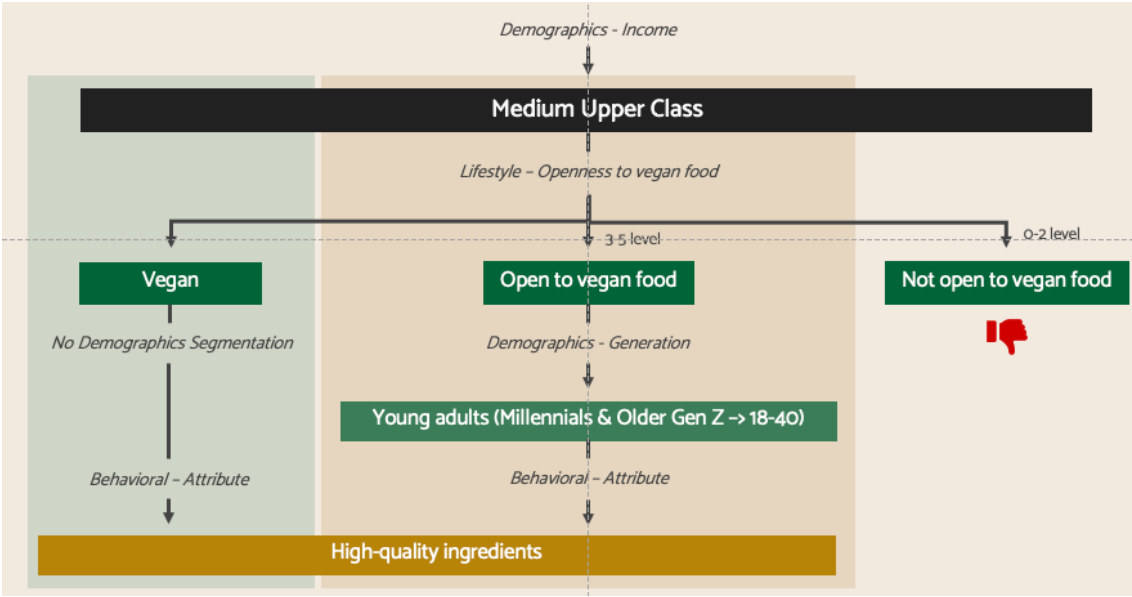 Demographics - Income
Medium Upper Class
Lifestyle – Openness to vegan food
3-5 level
0-2 level
Vegan
Open to vegan food
Not open to vegan food
No Demographics Segmentation
Demographics - Generation
Young adults (Millennials & Older Gen Z –> 18-40)
Behavioral – Attribute
Behavioral – Attribute
High-quality ingredients